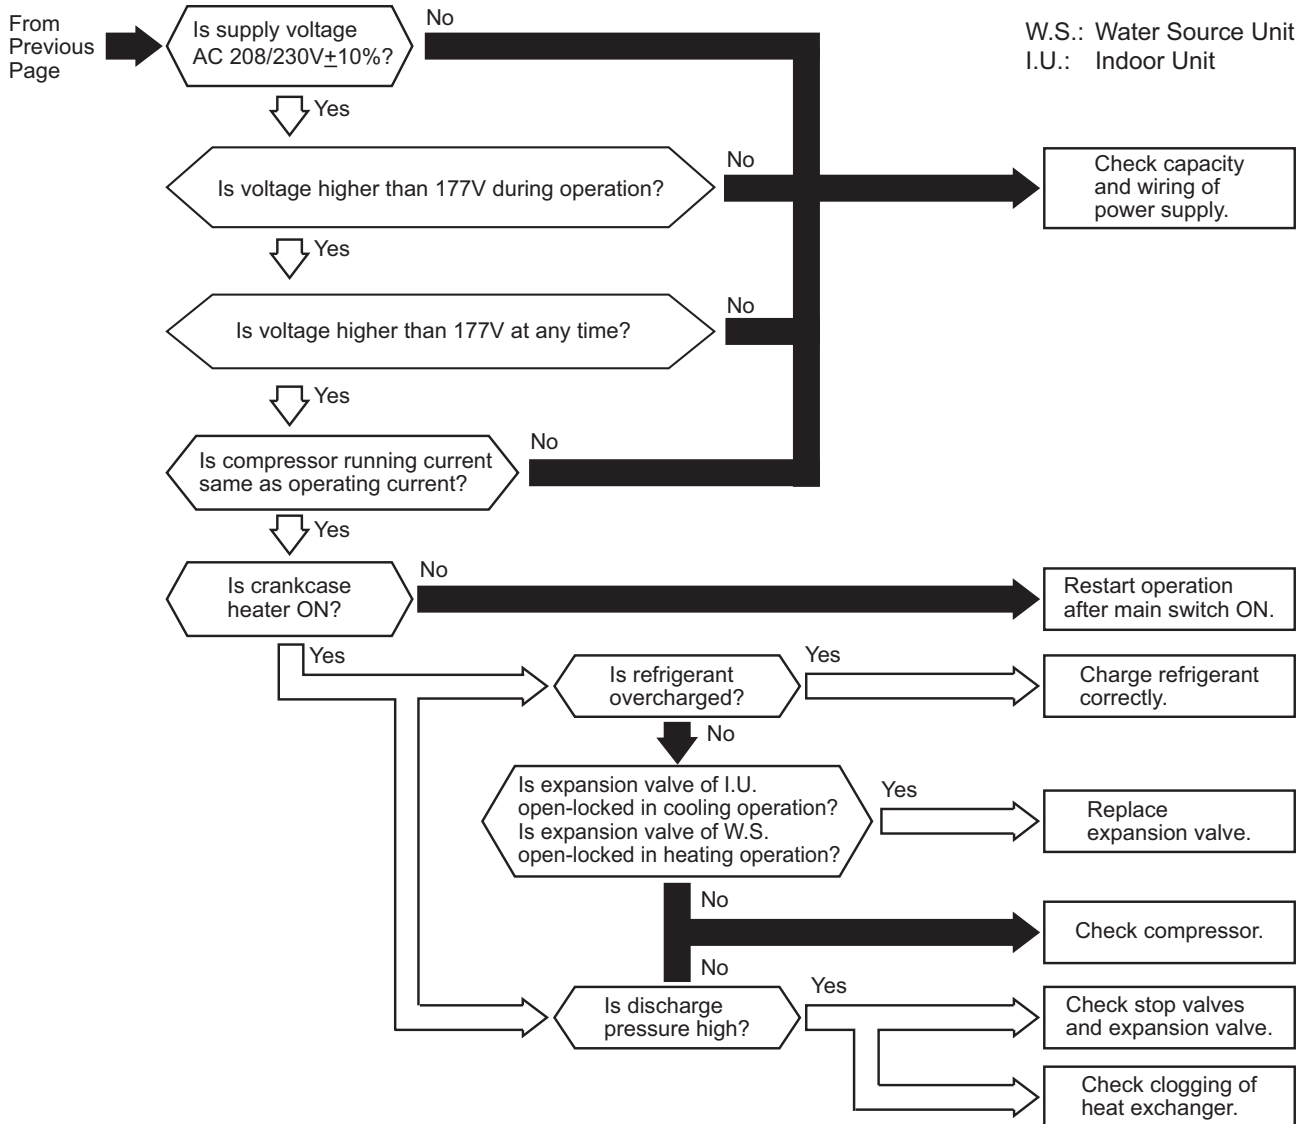 From
Previous
Page
Is supply voltage
AC 208/230V±10%?
No
W.S.: Water Source Unit
I.U.: Indoor Unit
Yes
Is voltage higher than 177V during operation?
No
Check capacity
and wiring of
power supply.
Yes
Is voltage higher than 177V at any time?
No
Yes
Is compressor running current
same as operating current?
No
Yes
Is crankcase
heater ON?
No
Restart operation
after main switch ON.
Yes
Is refrigerant
overcharged?
Yes
Charge refrigerant
correctly.
No
Is expansion valve of I.U.
open-locked in cooling operation?
Is expansion valve of W.S.
open-locked in heating operation?
Yes
Replace
expansion valve.
No
Check compressor.
No
Is discharge
pressure high?
Yes
Check stop valves
and expansion valve.
Check clogging of
heat exchanger.